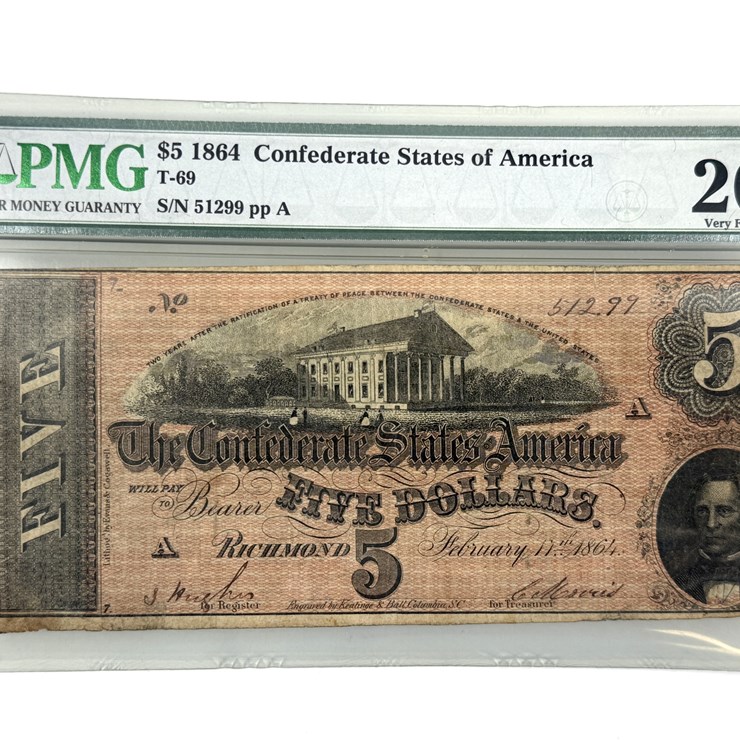 PMG
R MONEY GUARANTY
$5 1864 Confederate States of America
T-69
S/N 51299 pp A
Very F
7.
No
51299
TWO YEARS AFTER THE RATIFICATION OF A TREATY OF PEACE BETWEEN THE CONFEDERATE STATES & THE UNITED STATES
FIVE
5
A
The Confederate States America
WILL PAY
TO
Bearer
FIVE DOLLARS.
A
RICHMOND
5
February 17th 1864.
for Register
Engraved by Keatinge & Ball, Columbia, S.C.
for Treasurer
7.